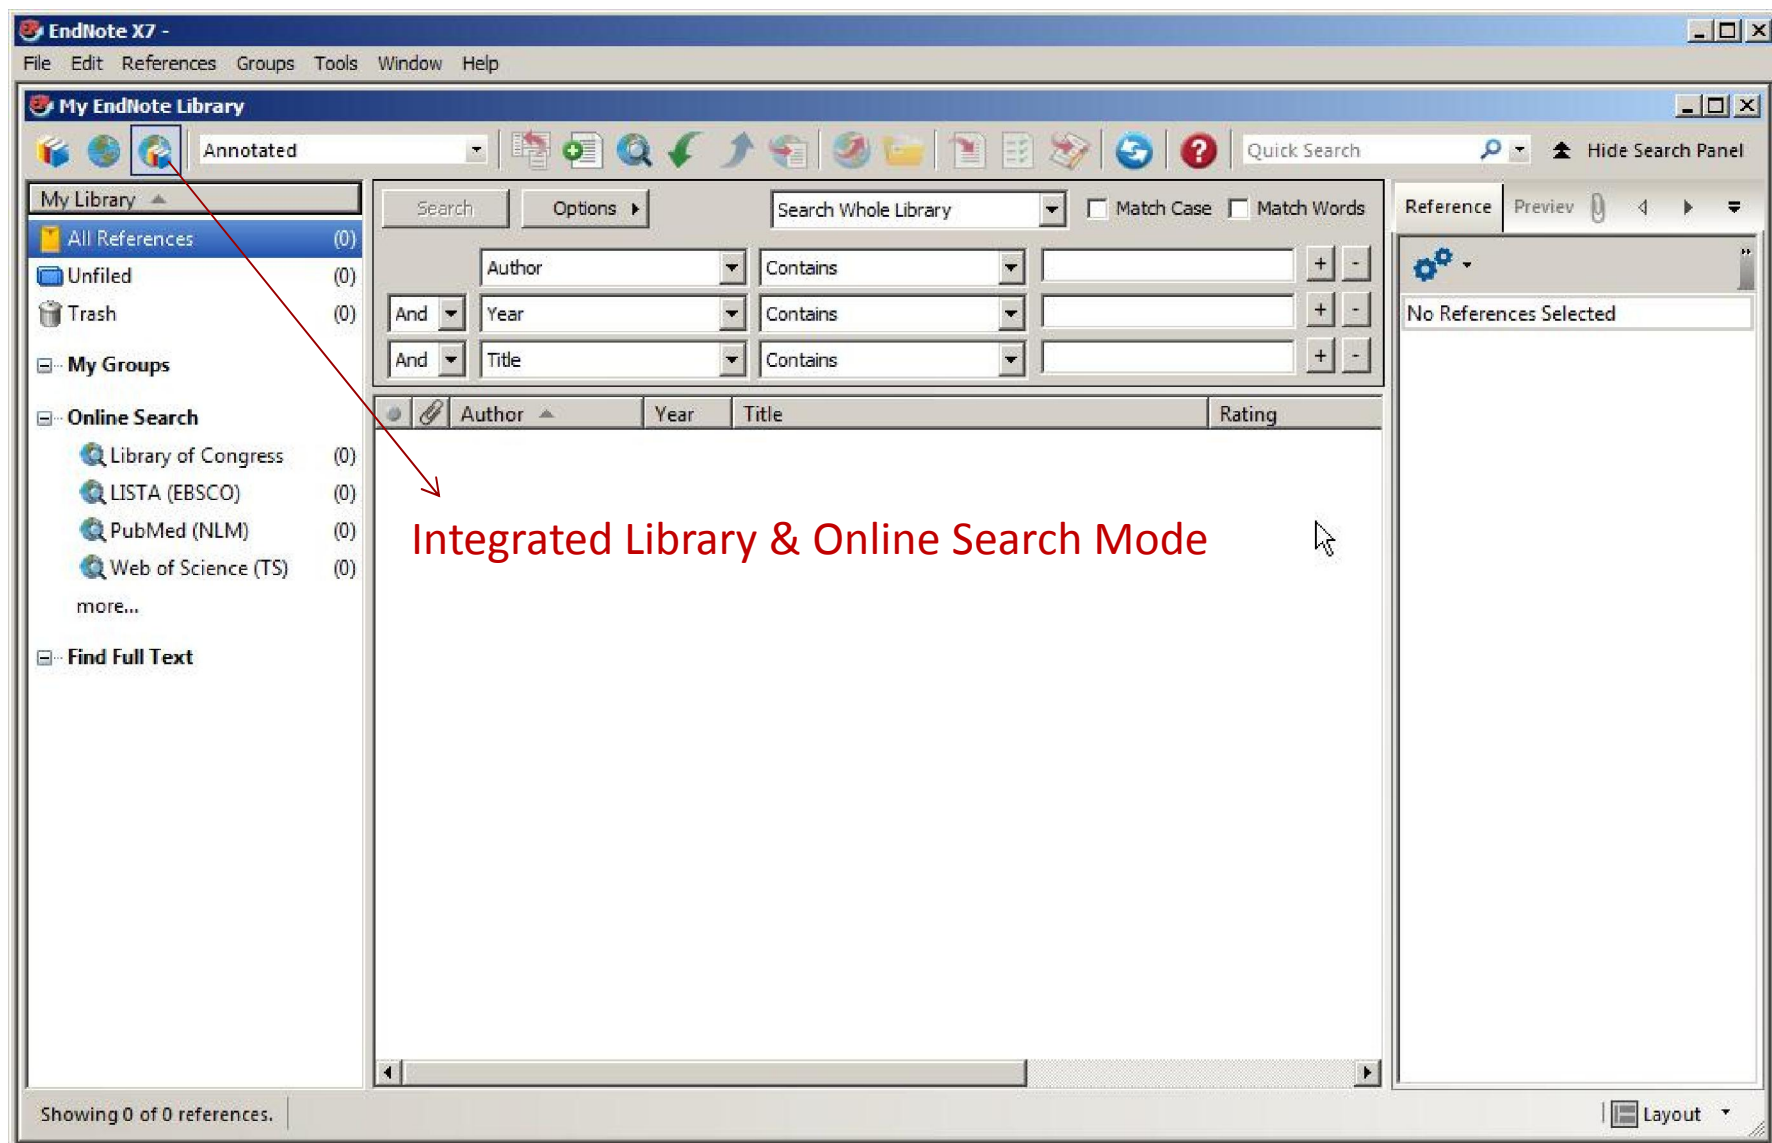 EndNote X7 -
File Edit References Groups Tools Window Help
My EndNote Library
Annotated
Quick Search
Hide Search Panel
My Library
Search Options Search Whole Library Match Case Match Words
Reference Previev
All References (0)
Unfiled (0)
Trash (0)
Author Contains + -
And Year Contains + -
And Title Contains + -
No References Selected
My Groups
Online Search
Author Year Title Rating
Library of Congress (0)
LISTA (EBSCO) (0)
PubMed (NLM) (0)
Web of Science (TS) (0)
more...
Integrated Library & Online Search Mode
Find Full Text
Showing 0 of 0 references.
Layout